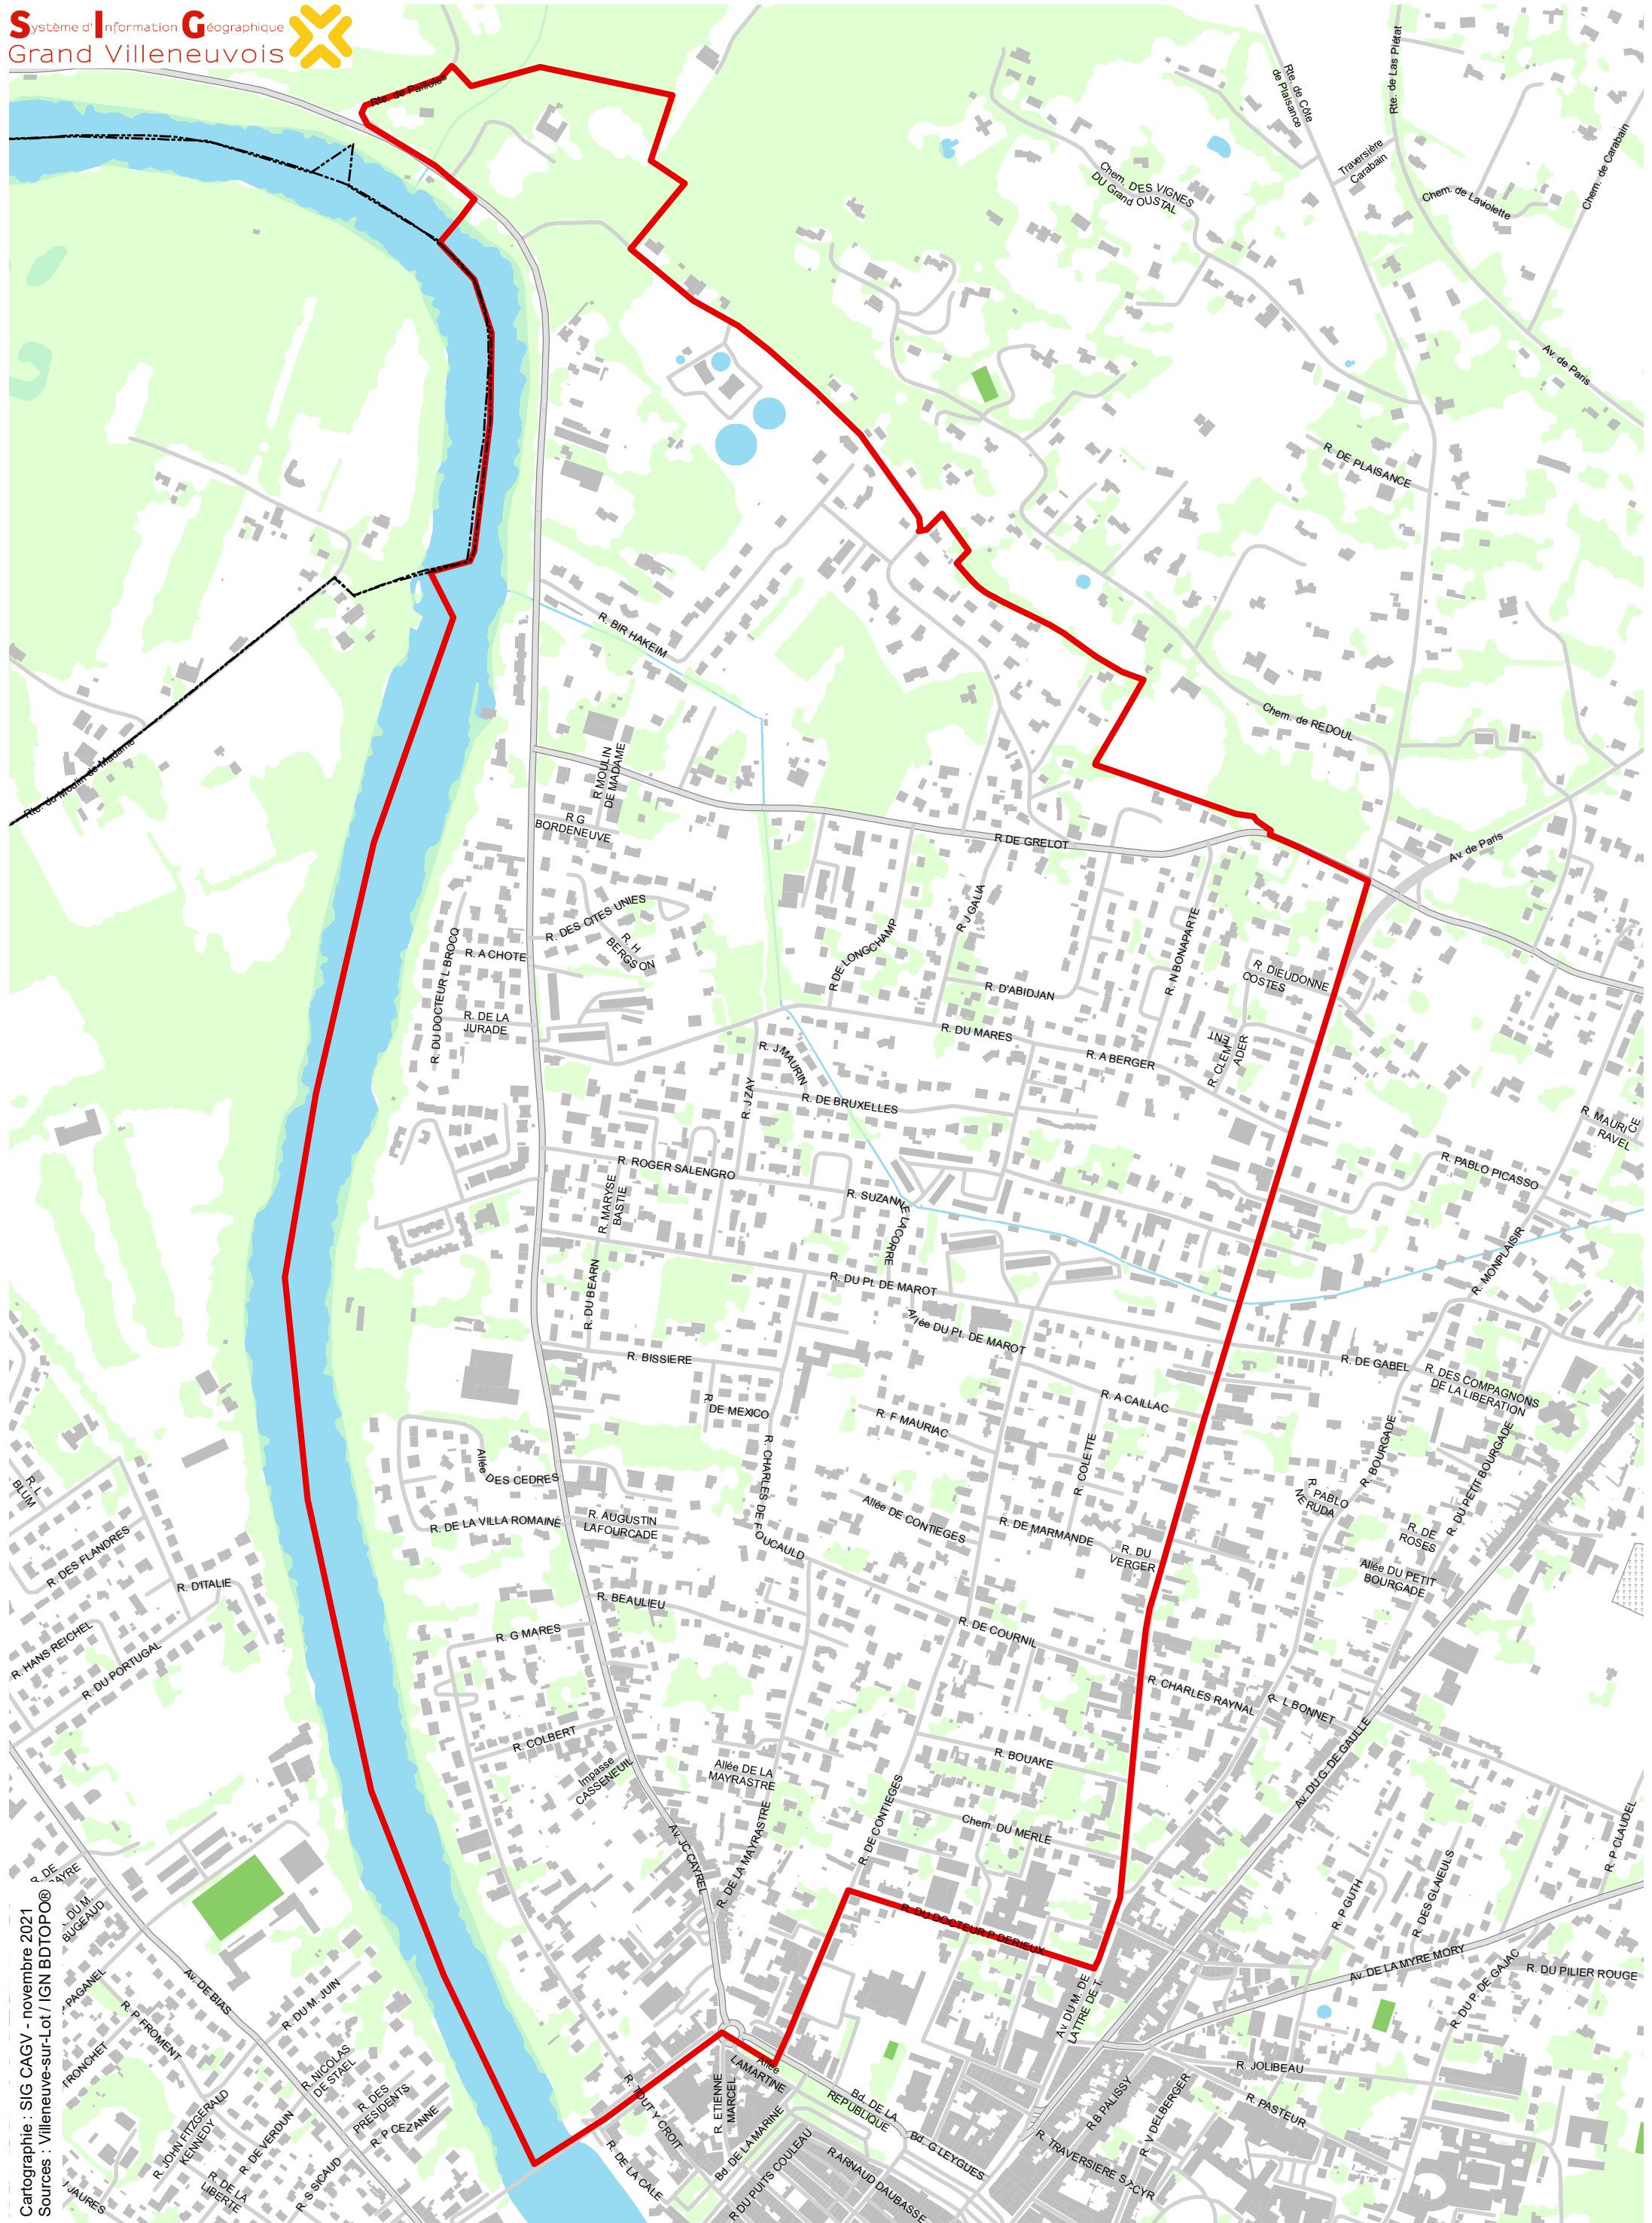 Système d'Information Géographique
Grand Villeneuvois
Rte. de Pailloles
Rte. de Côte
de Plaisance
Rte. de Las Piétat
Traversière
Carabain
Chem. de Carabain
Chem. de Laviolette
Chem. DES VIGNES
DU Grand OUSTAL
Av. de Paris
R. DE PLAISANCE
R. BIR HAKEIM
Chem. de REDOUL
Rte. du Moulin de Madame
R MOULIN
DE MADAME
R G
BORDENEUVE
R DE GRELOT
Av. de Paris
R. DES CITES UNIES
R. H
BERGSON
R. A CHOTE
R. DU DOCTEUR L BROCQ
R. DE LA
JURADE
R DE LONGCHAMP
R J GALIA
R. N BONAPARTE
R. DIEUDONNE
COSTES
R. D'ABIDJAN
R. DU MARES
R. A BERGER
R. CLEMENT
ADER
R. J MAURIN
R. J ZAY
R. DE BRUXELLES
R. MAURICE
RAVEL
R. PABLO PICASSO
R. ROGER SALENGRO
R. MARYSE
BASTIE
R. SUZANNE LACORRE
R. MONPLAISIR
R. DU BEARN
R. DU PL DE MAROT
Allée DU PL DE MAROT
R. BISSIERE
R. DE GABEL
R. DES COMPAGNONS
DE LA LIBERATION
R. DE MEXICO
R. A CAILLAC
R. F MAURIAC
R. COLETTE
R. BOURGADE
R. DU PETIT BOURGADE
R. CHARLES DE FOUCAULD
Allée DES CEDRES
R. L
BLUM
R. PABLO
NERUDA
R. DE LA VILLA ROMAINE
R. AUGUSTIN
LAFOURCADE
Allée DE CONTIEGES
R. DE MARMANDE
R. DU
VERGER
R. DE
ROSES
Allée DU PETIT
BOURGADE
R. DES FLANDRES
R. D'ITALIE
R. BEAULIEU
R. HANS REICHEL
R. DU PORTUGAL
R. G MARES
R. DE COURNIL
R. CHARLES RAYNAL
R. L BONNET
R. COLBERT
Impasse
CASSENEUIL
Allée DE LA
MAYRASTRE
R. BOUAKE
Av. DU G. DE GAULLE
R. DE CONTIEGES
Chem. DU MERLE
Av. JC CAYREL
R. DE LA MAYRASTRE
R. P CLAUDEL
R. P GUTH
R. DES GLAIEULS
R. DU DOCTEUR P DERIEUX
R. DU M.
BUGEAUD
Av. DE BIAS
R. DU M. JUIN
Av. DE LA MYRE MORY
R. DU PILIER ROUGE
R. DU P. DE GAJAC
Av. DU M. DE
LATTRE DE T.
PAGANEL
R. P FROMENT
TRONCHET
R. NICOLAS
DE STAEL
R. DES
PRESIDENTS
R. P CEZANNE
R. JOHN FITZGERALD
KENNEDY
R. DE VERDUN
R. DE LA
LIBERTE
R. S SICAUD
JAURES
R. TOUT Y CROIT
R. ETIENNE
MARCEL
Allée
LAMARTINE
Bd. DE LA
REPUBLIQUE
Bd. G LEYGUES
Bd. DE LA MARINE
R. DE LA CALE
R DU PUITS COULEAU
R ARNAUD DAUBASSE
R B PALISSY
R. V DELBERGER
R. JOLIBEAU
R. PASTEUR
R. TRAVERSIERE S/-CYR
Cartographie : SIG CAGV - novembre 2021
Sources : Villeneuve-sur-Lot / IGN BDTOPO®